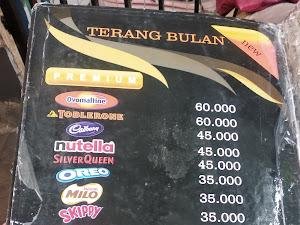 TERANG BULAN
new
PREMIUM
Ovomaltine 60.000
TOBLERONE 60.000
Cadbury 45.000
nutella 45.000
SILVERQUEEN 45.000
OREO 35.000
MILO 35.000
SKIPPY 35.000